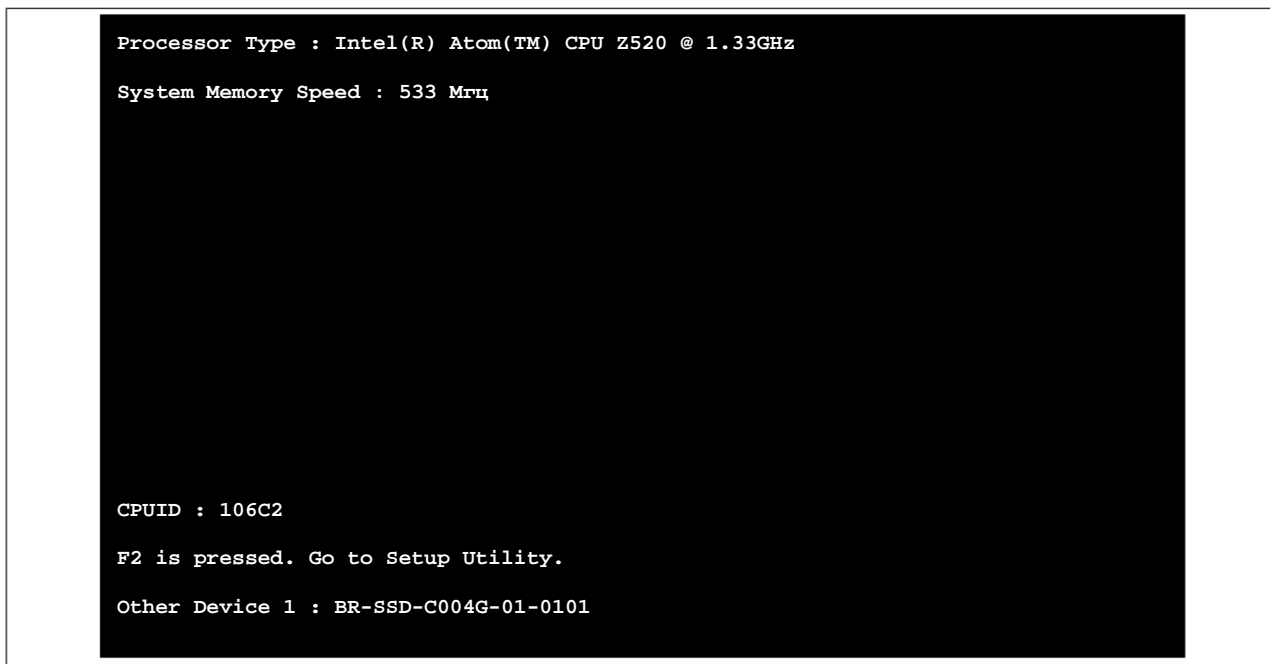 Processor Type : Intel(R) Atom(TM) CPU Z520 @ 1.33GHz
System Memory Speed : 533 Мгц
CPUID : 106C2
F2 is pressed. Go to Setup Utility.
Other Device 1 : BR-SSD-C004G-01-0101